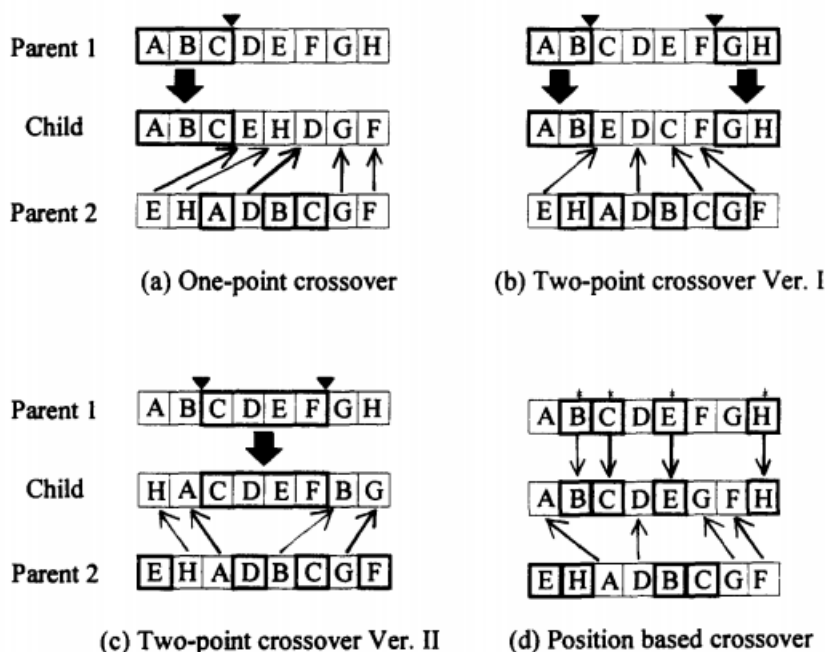 Parent 1 A B C D E F G H
Child A B C E H D G F
Parent 2 E H A D B C G F
(a) One-point crossover
A B C D E F G H
A B E D C F G H
E H A D B C G F
(b) Two-point crossover Ver. I
Parent 1 A B C D E F G H
Child H A C D E F B G
Parent 2 E H A D B C G F
(c) Two-point crossover Ver. II
A B C D E F G H
A B C D E G F H
E H A D B C G F
(d) Position based crossover